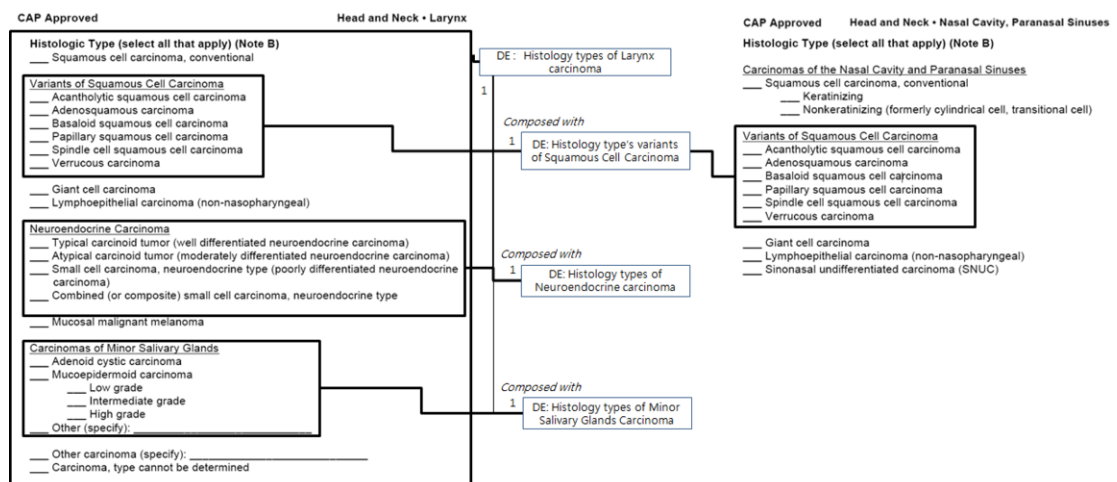 CAP Approved Head and Neck • Larynx
Histologic Type (select all that apply) (Note B)
___ Squamous cell carcinoma, conventional
Variants of Squamous Cell Carcinoma
___ Acantholytic squamous cell carcinoma
___ Adenosquamous carcinoma
___ Basaloid squamous cell carcinoma
___ Papillary squamous cell carcinoma
___ Spindle cell squamous cell carcinoma
___ Verrucous carcinoma
___ Giant cell carcinoma
___ Lymphoepithelial carcinoma (non-nasopharyngeal)
Neuroendocrine Carcinoma
___ Typical carcinoid tumor (well differentiated neuroendocrine carcinoma)
___ Atypical carcinoid tumor (moderately differentiated neuroendocrine carcinoma)
___ Small cell carcinoma, neuroendocrine type (poorly differentiated neuroendocrine
carcinoma)
___ Combined (or composite) small cell carcinoma, neuroendocrine type
___ Mucosal malignant melanoma
Carcinomas of Minor Salivary Glands
___ Adenoid cystic carcinoma
___ Mucoepidermoid carcinoma
___ Low grade
___ Intermediate grade
___ High grade
___ Other (specify): ____________________________
___ Other carcinoma (specify): ____________________________
___ Carcinoma, type cannot be determined
DE : Histology types of Larynx
carcinoma
1
Composed with
1
DE: Histology type's variants
of Squamous Cell Carcinoma
Composed with
1
DE: Histology types of
Neuroendocrine carcinoma
Composed with
1
DE: Histology types of Minor
Salivary Glands Carcinoma
CAP Approved Head and Neck • Nasal Cavity, Paranasal Sinuses
Histologic Type (select all that apply) (Note B)
Carcinomas of the Nasal Cavity and Paranasal Sinuses
___ Squamous cell carcinoma, conventional
___ Keratinizing
___ Nonkeratinizing (formerly cylindrical cell, transitional cell)
Variants of Squamous Cell Carcinoma
___ Acantholytic squamous cell carcinoma
___ Adenosquamous carcinoma
___ Basaloid squamous cell carcinoma
___ Papillary squamous cell carcinoma
___ Spindle cell squamous cell carcinoma
___ Verrucous carcinoma
___ Giant cell carcinoma
___ Lymphoepithelial carcinoma (non-nasopharyngeal)
___ Sinonasal undifferentiated carcinoma (SNUC)